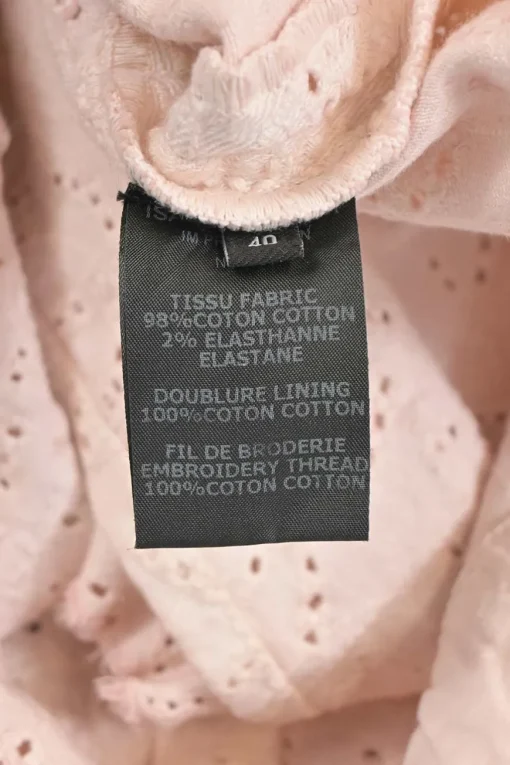 40
TISSU FABRIC
98%COTON COTTON
2% ELASTHANNE
ELASTANE
DOUBLURE LINING
100%COTON COTTON
FIL DE BRODERIE
EMBROIDERY THREAD
100%COTON COTTON